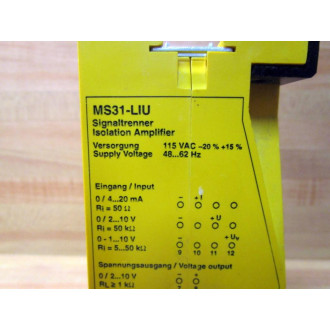 MS31-LIU
Signaltrenner
Isolation Amplifier
Versorgung 115 VAC –20 % +15 %
Supply Voltage 48...62 Hz
Eingang / Input
0 / 4...20 mA – +I
Ri = 50 Ω
0 / 2...10 V – + U
Ri = 50 kΩ
0 - 1...10 V – + Uv
Ri = 5...50 kΩ
9 10 11 12
Spannungsausgang / Voltage output
0 / 2...10 V – +
RL ≥ 1 kΩ